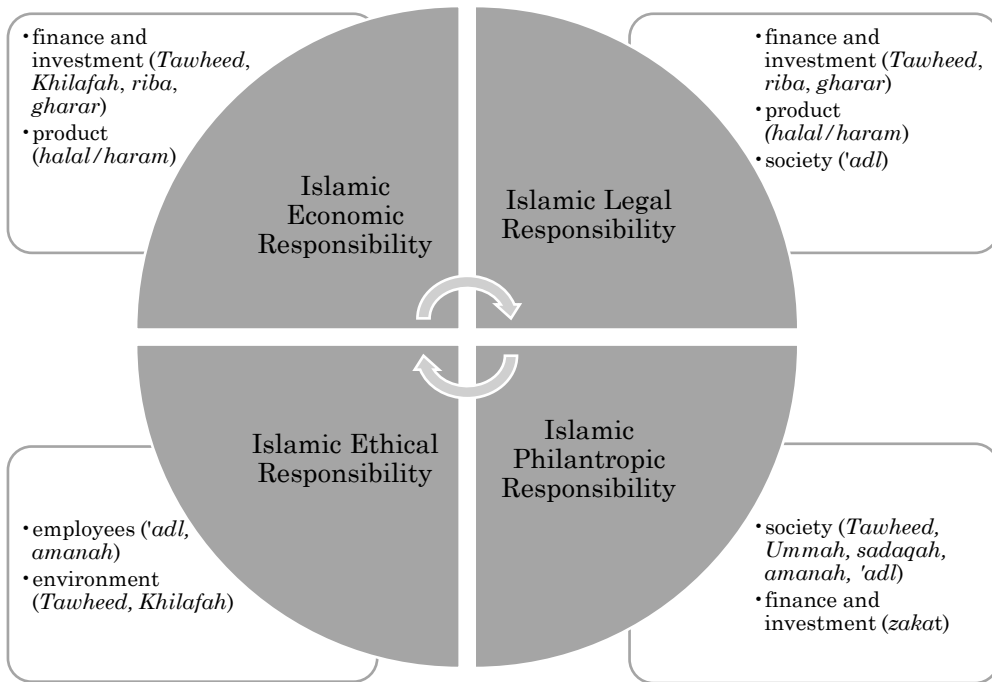 •finance and
investment (Tawheed,
Khilafah, riba,
gharar)
•product
(halal/haram)
Islamic
Economic
Responsibility
Islamic Legal
Responsibility
•finance and
investment (Tawheed,
riba, gharar)
•product
(halal/haram)
•society ('adl)
Islamic Ethical
Responsibility
•employees ('adl,
amanah)
•environment
(Tawheed, Khilafah)
Islamic
Philantropic
Responsibility
•society (Tawheed,
Ummah, sadaqah,
amanah, 'adl)
•finance and
investment (zakat)